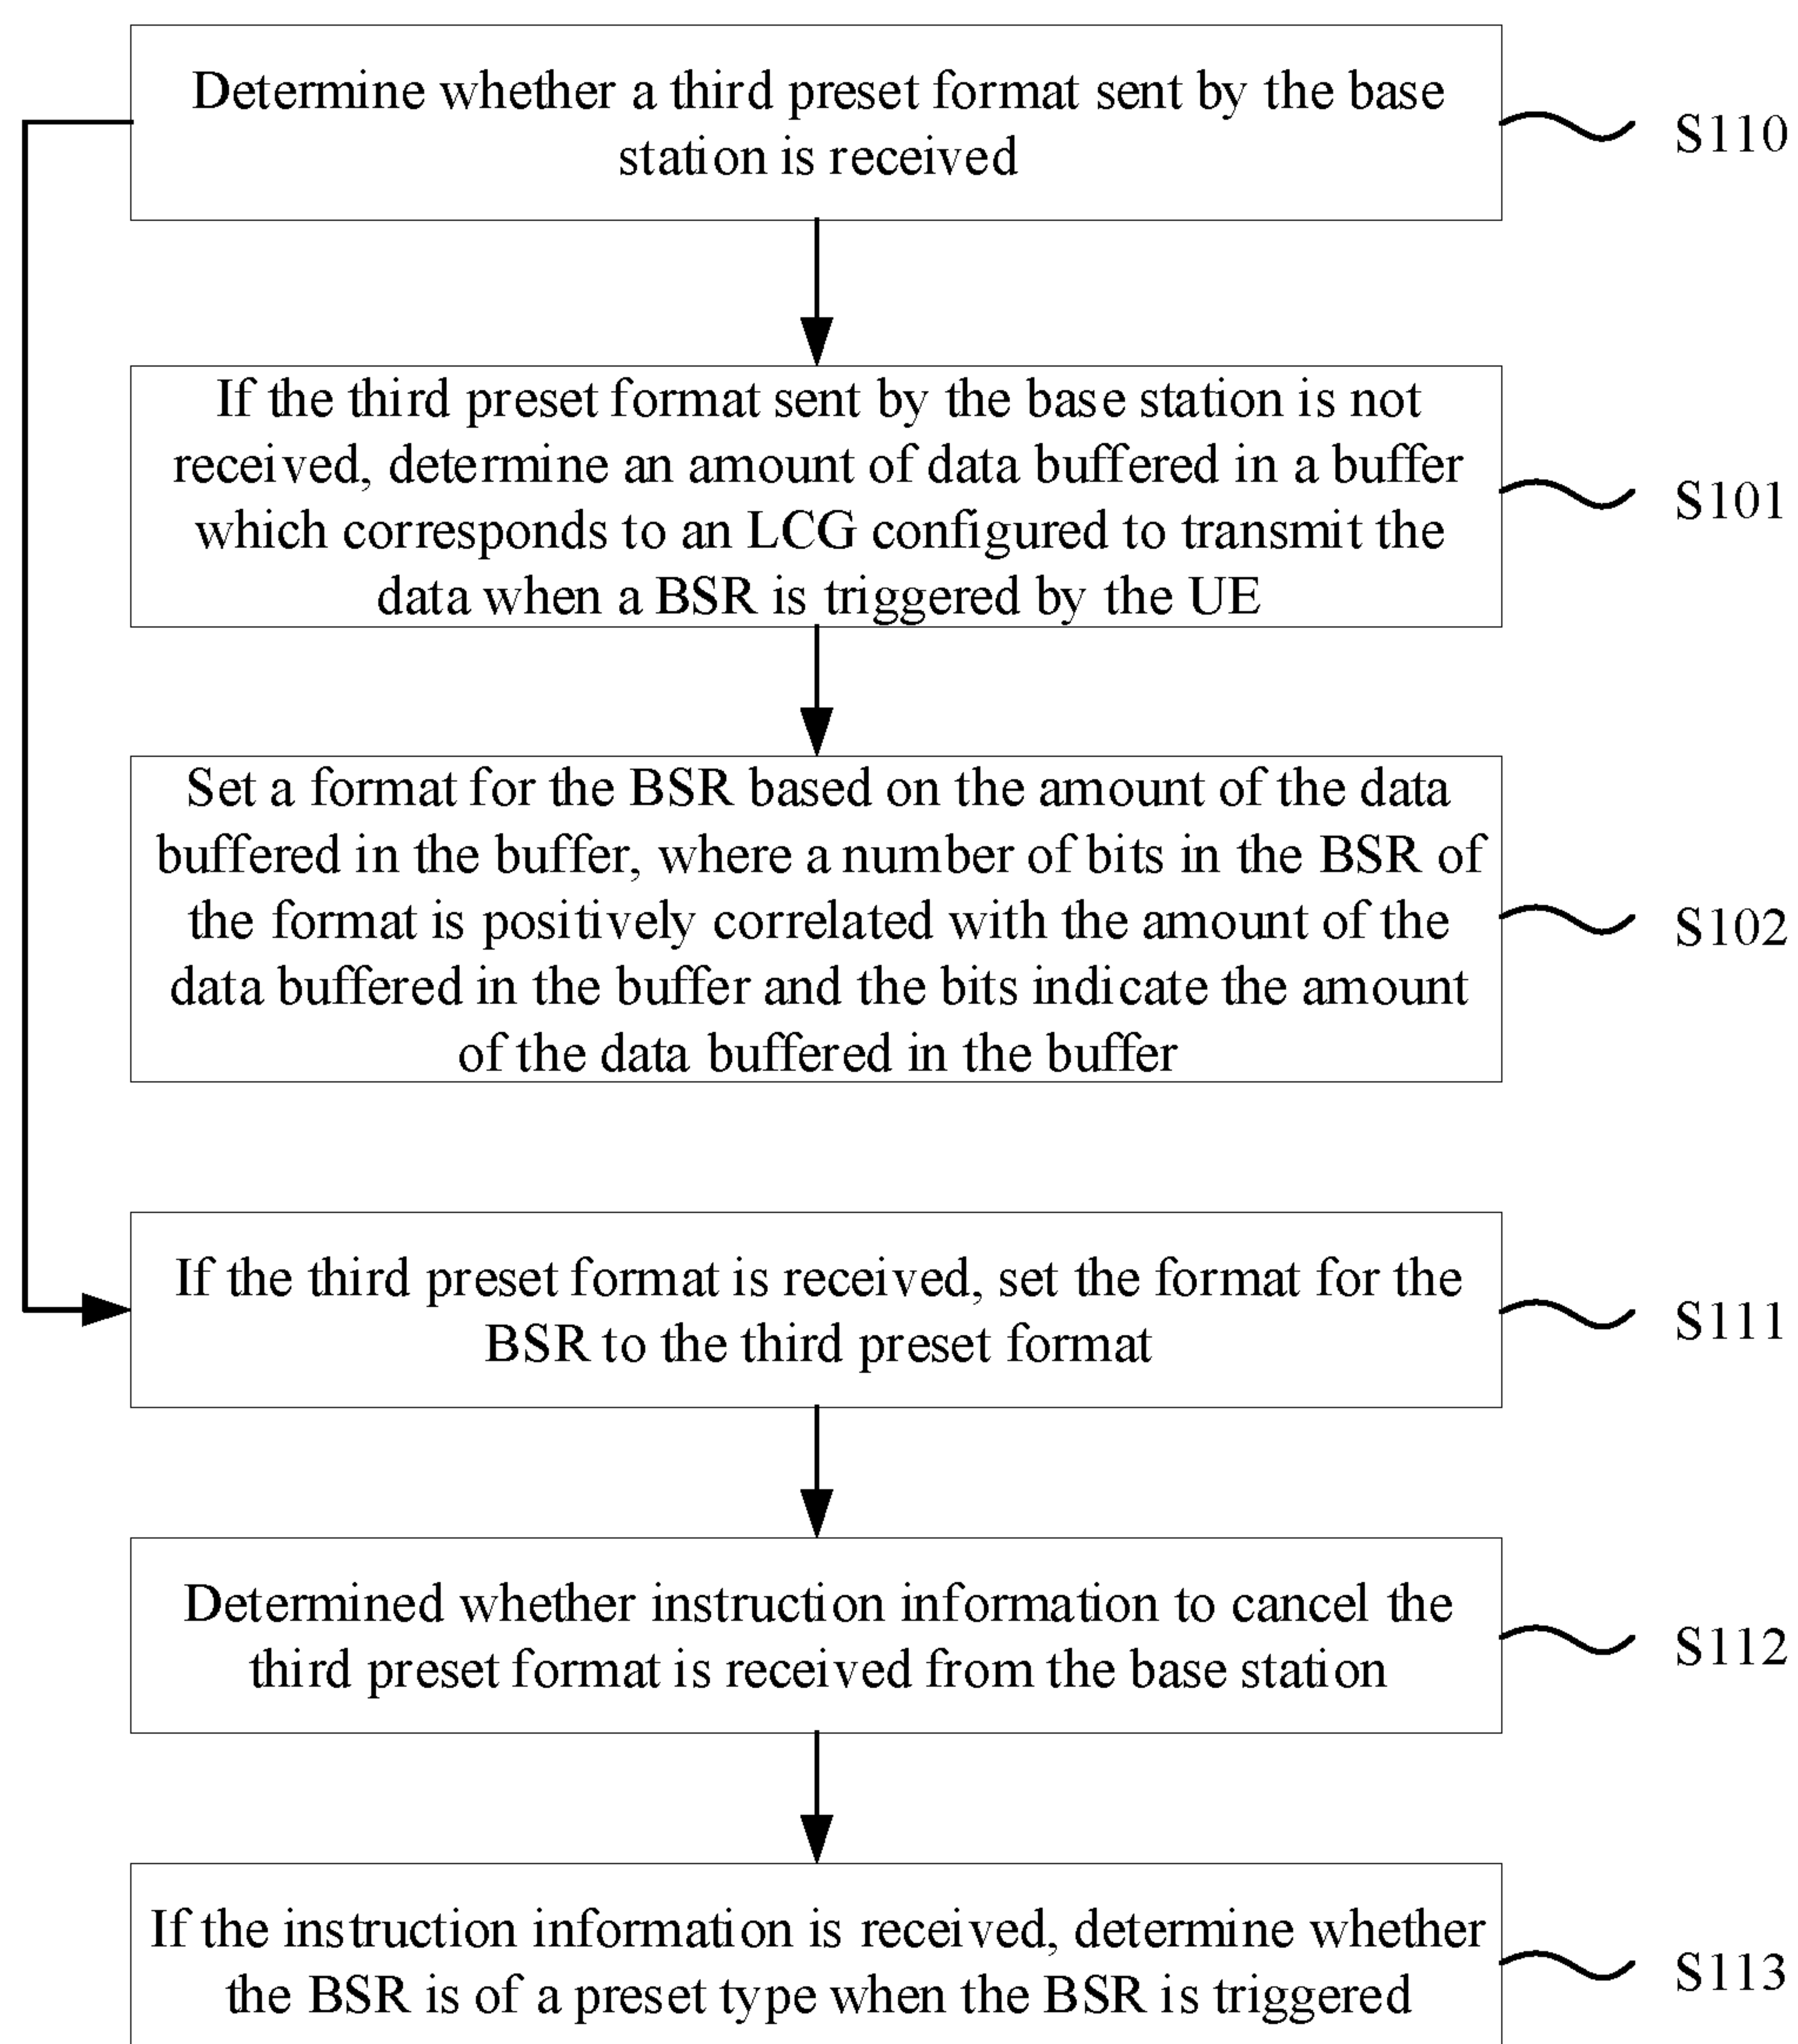 Determine whether a third preset format sent by the base
station is received
S110
If the third preset format sent by the base station is not
received, determine an amount of data buffered in a buffer
which corresponds to an LCG configured to transmit the
data when a BSR is triggered by the UE
S101
Set a format for the BSR based on the amount of the data
buffered in the buffer, where a number of bits in the BSR of
the format is positively correlated with the amount of the
data buffered in the buffer and the bits indicate the amount
of the data buffered in the buffer
S102
If the third preset format is received, set the format for the
BSR to the third preset format
S111
Determined whether instruction information to cancel the
third preset format is received from the base station
S112
If the instruction information is received, determine whether
the BSR is of a preset type when the BSR is triggered
S113